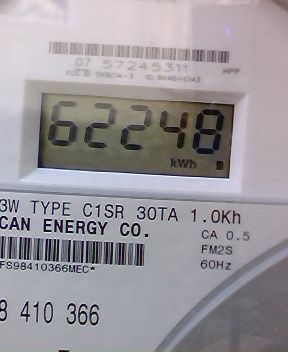 07 57245311
HPP
62248
kWh
3W TYPE C1SR 30TA 1.0Kh
CAN ENERGY CO.
CA 0.5
FM2S
FS98410366MEC*
60Hz
8 410 366